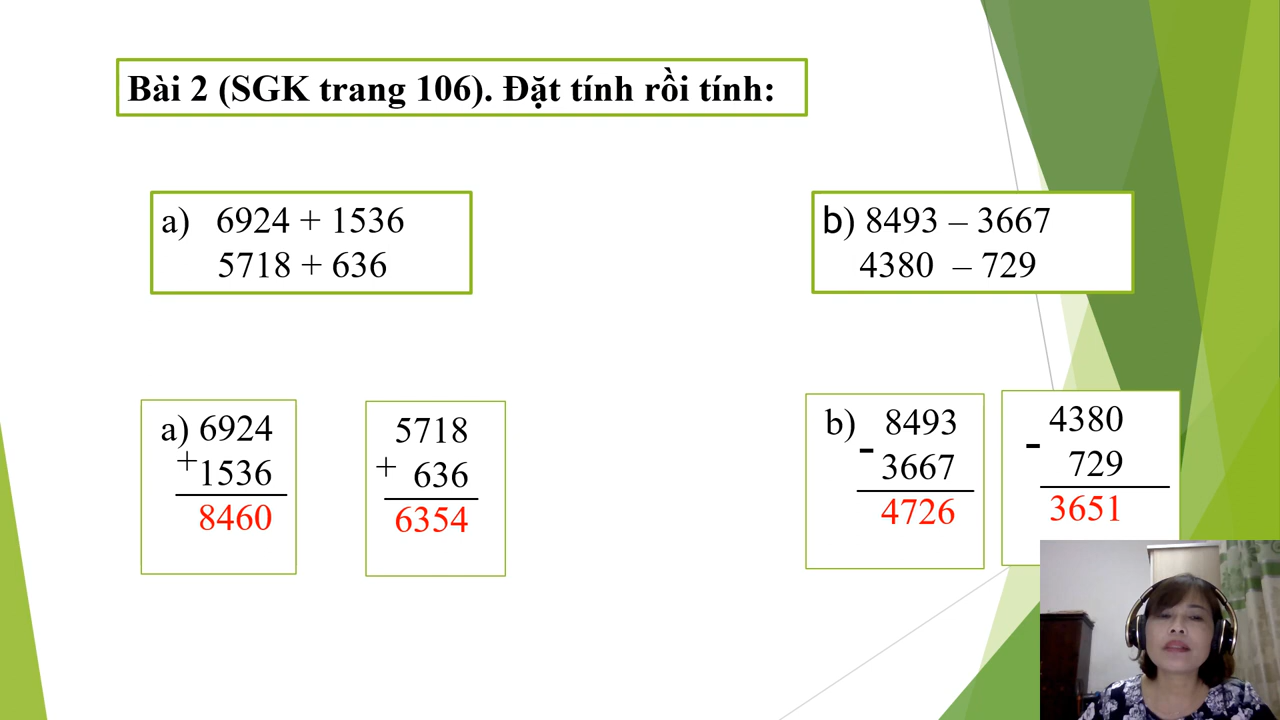 Bài 2 (SGK trang 106). Đặt tính rồi tính:
a) 6924 + 1536
5718 + 636
b) 8493 – 3667
4380 – 729
a) 6924
+
1536
8460
5718
+
636
6354
b) 8493
-
3667
4726
4380
-
729
3651